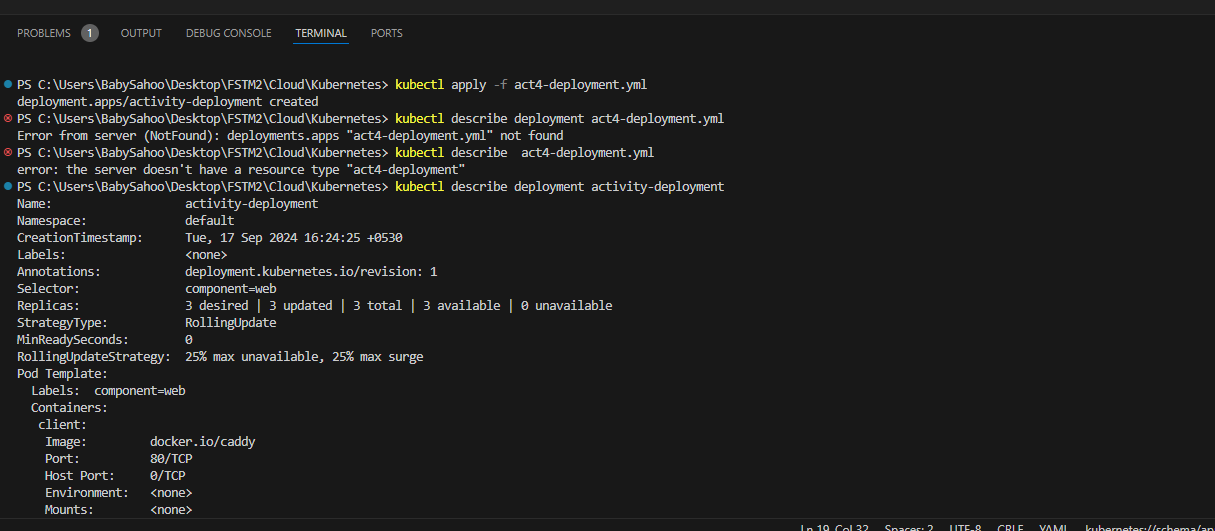 PROBLEMS 1 OUTPUT DEBUG CONSOLE TERMINAL PORTS
PS C:\Users\BabySahoo\Desktop\FSTM2\Cloud\Kubernetes> kubectl apply -f act4-deployment.yml
deployment.apps/activity-deployment created
PS C:\Users\BabySahoo\Desktop\FSTM2\Cloud\Kubernetes> kubectl describe deployment act4-deployment.yml
Error from server (NotFound): deployments.apps "act4-deployment.yml" not found
PS C:\Users\BabySahoo\Desktop\FSTM2\Cloud\Kubernetes> kubectl describe  act4-deployment.yml
error: the server doesn't have a resource type "act4-deployment"
PS C:\Users\BabySahoo\Desktop\FSTM2\Cloud\Kubernetes> kubectl describe deployment activity-deployment
Name:                   activity-deployment
Namespace:              default
CreationTimestamp:      Tue, 17 Sep 2024 16:24:25 +0530
Labels:                 <none>
Annotations:            deployment.kubernetes.io/revision: 1
Selector:               component=web
Replicas:               3 desired | 3 updated | 3 total | 3 available | 0 unavailable
StrategyType:           RollingUpdate
MinReadySeconds:        0
RollingUpdateStrategy:  25% max unavailable, 25% max surge
Pod Template:
  Labels:  component=web
  Containers:
   client:
    Image:         docker.io/caddy
    Port:          80/TCP
    Host Port:     0/TCP
    Environment:   <none>
    Mounts:        <none>
Ln 19, Col 32 Spaces: 2 UTF-8 CRLF YAML kubernetes://schema/ap